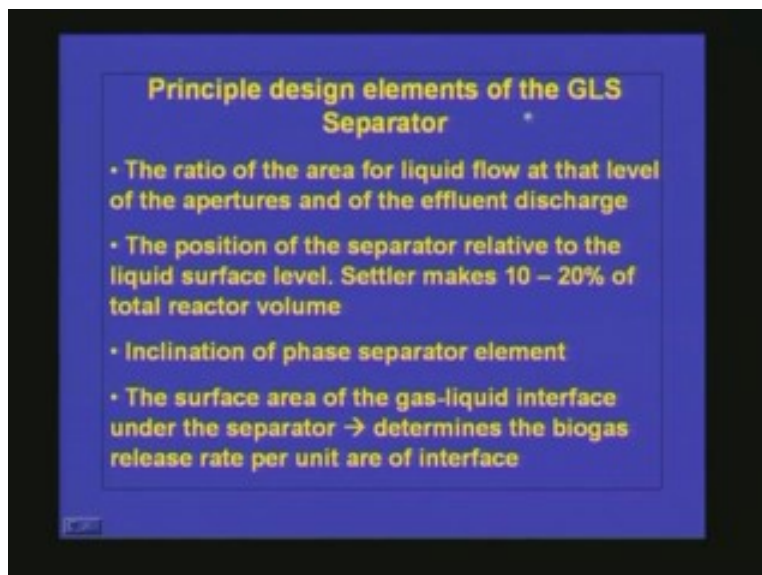 Principle design elements of the GLS
Separator
• The ratio of the area for liquid flow at that level
of the apertures and of the effluent discharge
• The position of the separator relative to the
liquid surface level. Settler makes 10 – 20% of
total reactor volume
• Inclination of phase separator element
• The surface area of the gas-liquid interface
under the separator → determines the biogas
release rate per unit are of interface